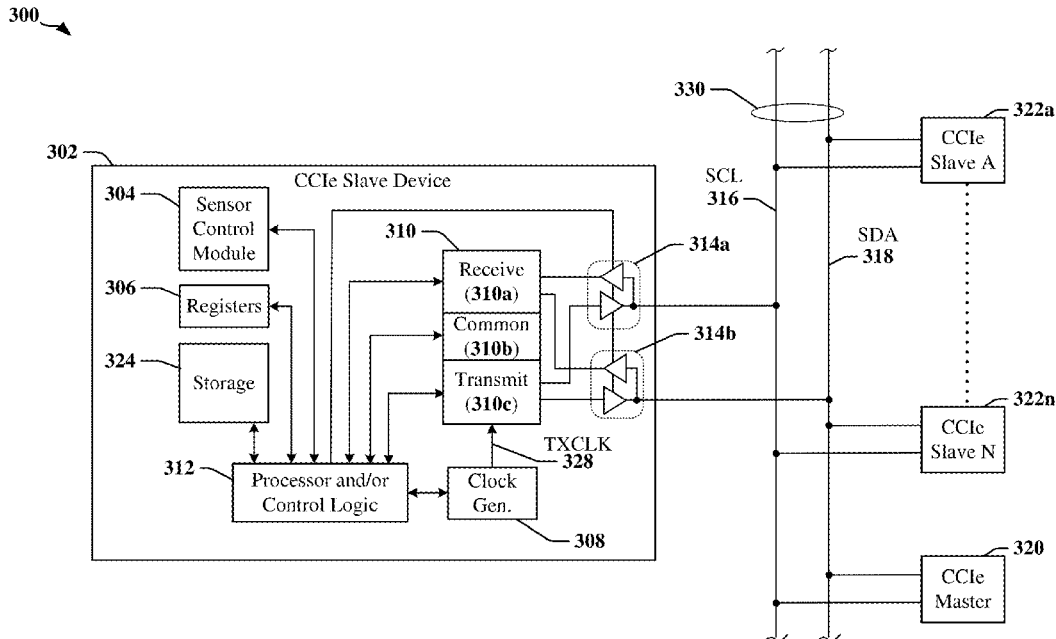 300
330
322a
CCIe
Slave A
302
CCIe Slave Device
304
Sensor
Control
Module
SCL
316
310
314a
Receive
(310a)
SDA
318
306
Registers
Common
(310b)
314b
324
Storage
Transmit
(310c)
322n
CCIe
Slave N
TXCLK
328
312
Processor and/or
Control Logic
Clock
Gen.
308
320
CCIe
Master